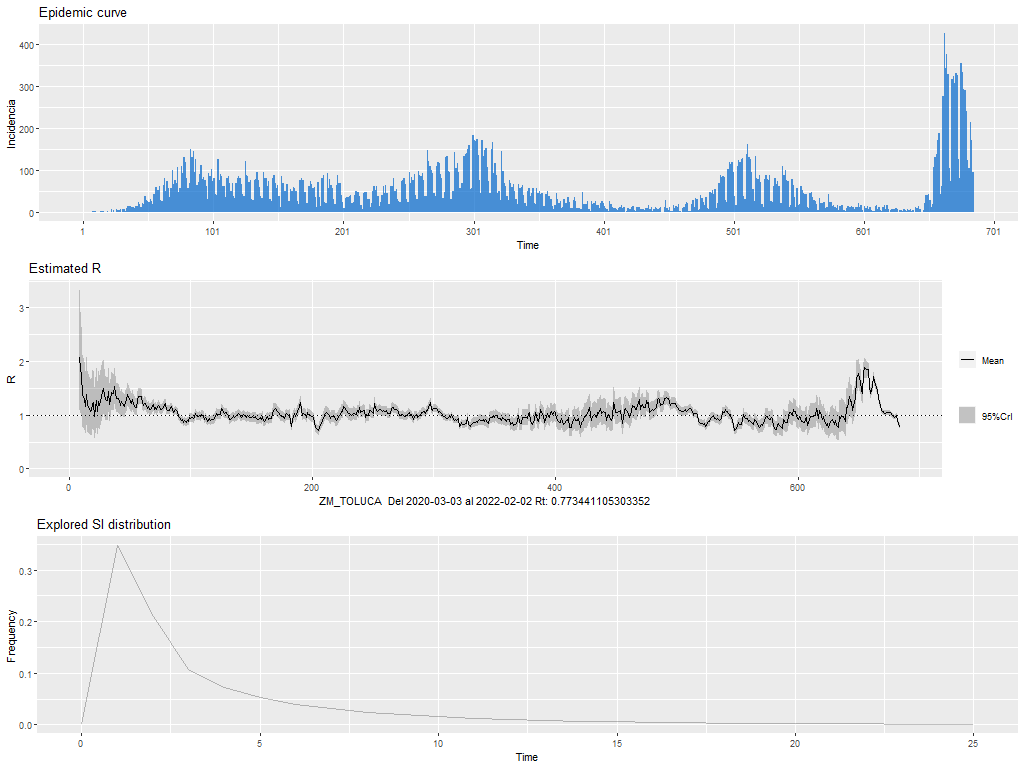 Epidemic curve
Incidencia
400
300
200
100
0
1 101 201 301 401 501 601 701
Time
Estimated R
R
3
2
1
0
Mean
95%CrI
0 200 400 600
ZM_TOLUCA Del 2020-03-03 al 2022-02-02 Rt: 0.773441105303352
Explored SI distribution
Frequency
0.3
0.2
0.1
0.0
0 5 10 15 20 25
Time